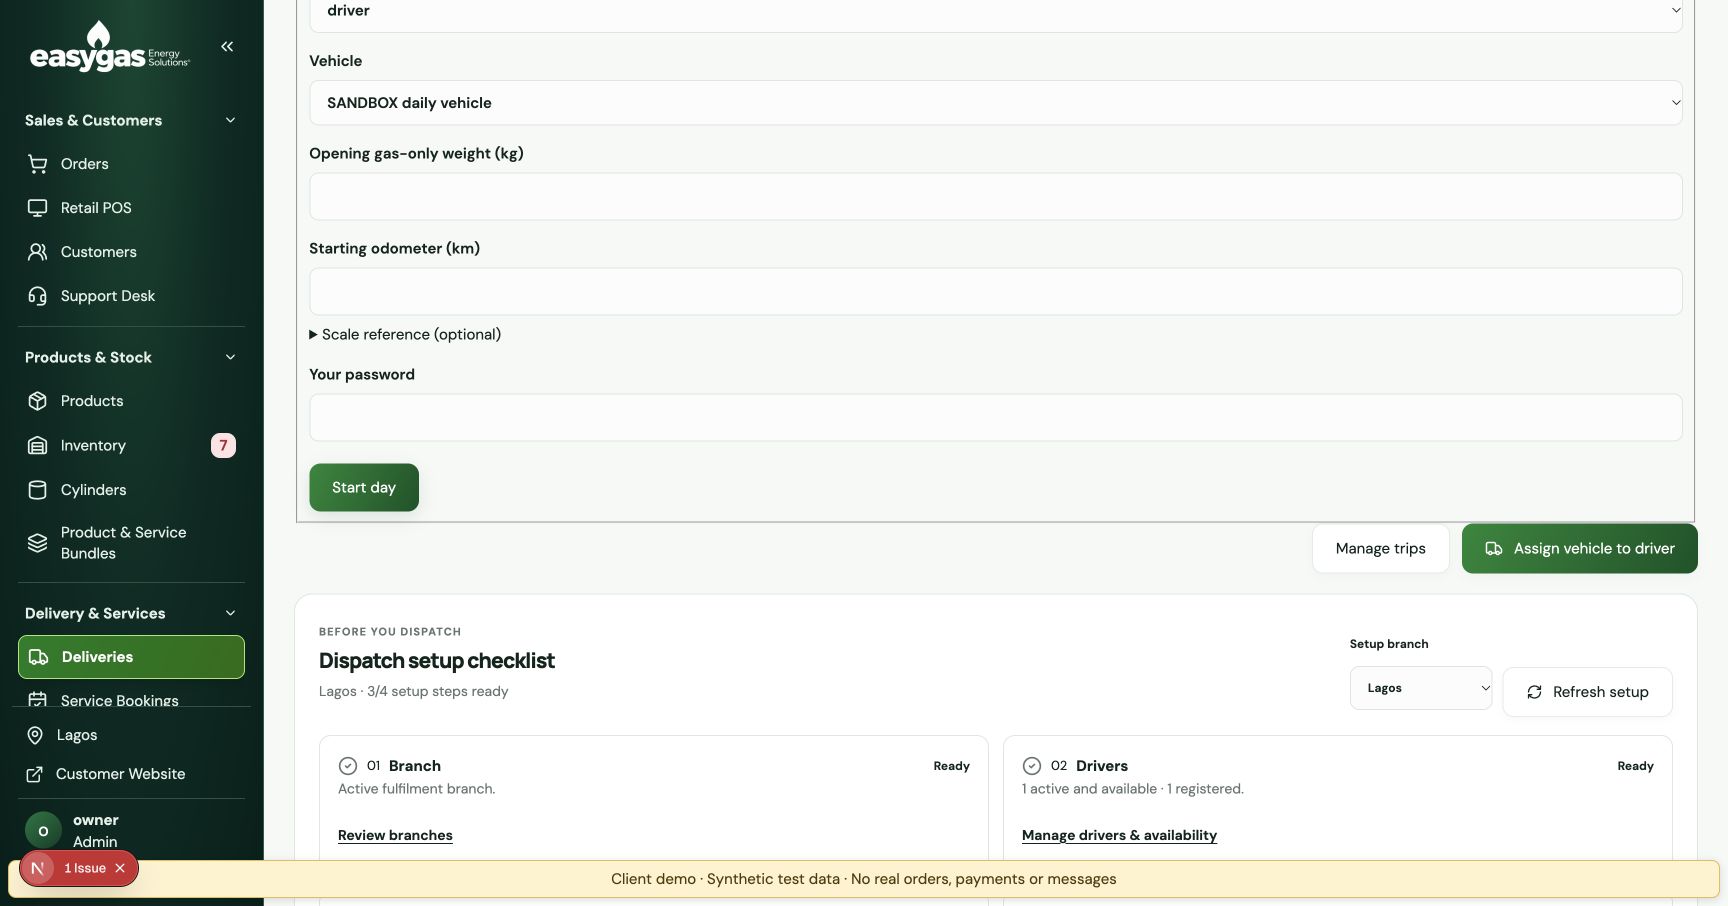 easygas Energy Solutions
Sales & Customers
Orders
Retail POS
Customers
Support Desk
Products & Stock
Products
Inventory 7
Cylinders
Product & Service
Bundles
Delivery & Services
Deliveries
Service Bookings
Lagos
Customer Website
o
owner
Admin
N 1 Issue
driver
Vehicle
SANDBOX daily vehicle
Opening gas-only weight (kg)
Starting odometer (km)
Scale reference (optional)
Your password
Start day
Manage trips
Assign vehicle to driver
BEFORE YOU DISPATCH
Dispatch setup checklist
Lagos · 3/4 setup steps ready
Setup branch
Lagos
Refresh setup
01 Branch Ready
Active fulfilment branch.
Review branches
02 Drivers Ready
1 active and available · 1 registered.
Manage drivers & availability
Client demo · Synthetic test data · No real orders, payments or messages